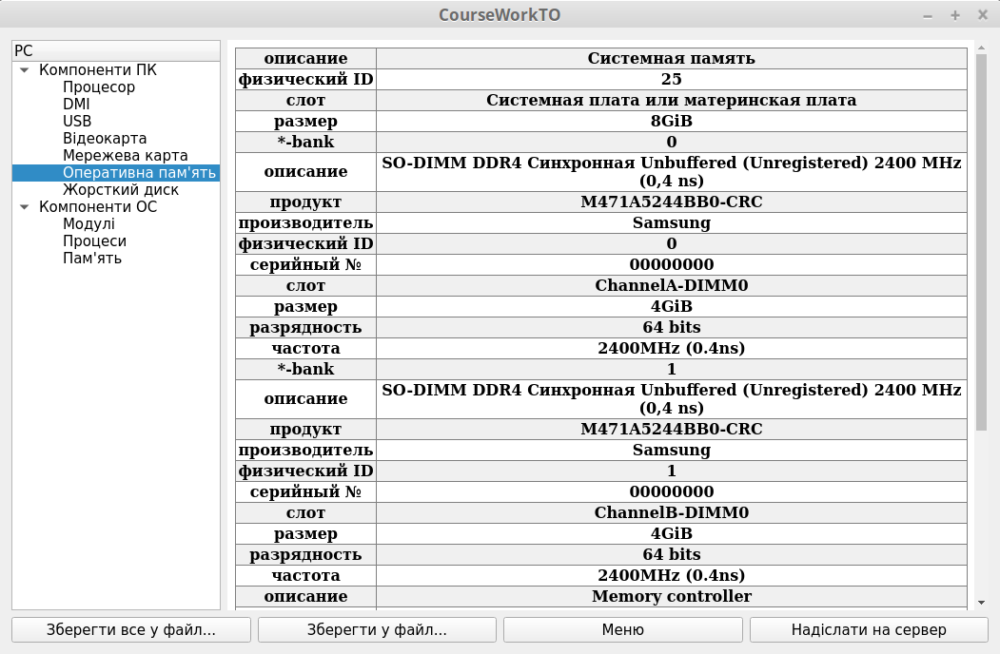 CourseWorkTO
PC
Компоненти ПК
Процесор
DMI
USB
Відеокарта
Мережева карта
Оперативна пам'ять
Жорсткий диск
Компоненти ОС
Модулі
Процеси
Пам'ять
описание Системная память
физический ID 25
слот Системная плата или материнская плата
размер 8GiB
*-bank 0
описание SO-DIMM DDR4 Синхронная Unbuffered (Unregistered) 2400 MHz
(0,4 ns)
продукт M471A5244BB0-CRC
производитель Samsung
физический ID 0
серийный № 00000000
слот ChannelA-DIMM0
размер 4GiB
разрядность 64 bits
частота 2400MHz (0.4ns)
*-bank 1
описание SO-DIMM DDR4 Синхронная Unbuffered (Unregistered) 2400 MHz
(0,4 ns)
продукт M471A5244BB0-CRC
производитель Samsung
физический ID 1
серийный № 00000000
слот ChannelB-DIMM0
размер 4GiB
разрядность 64 bits
частота 2400MHz (0.4ns)
описание Memory controller
Зберегти все у файл...
Зберегти у файл...
Меню
Надіслати на сервер